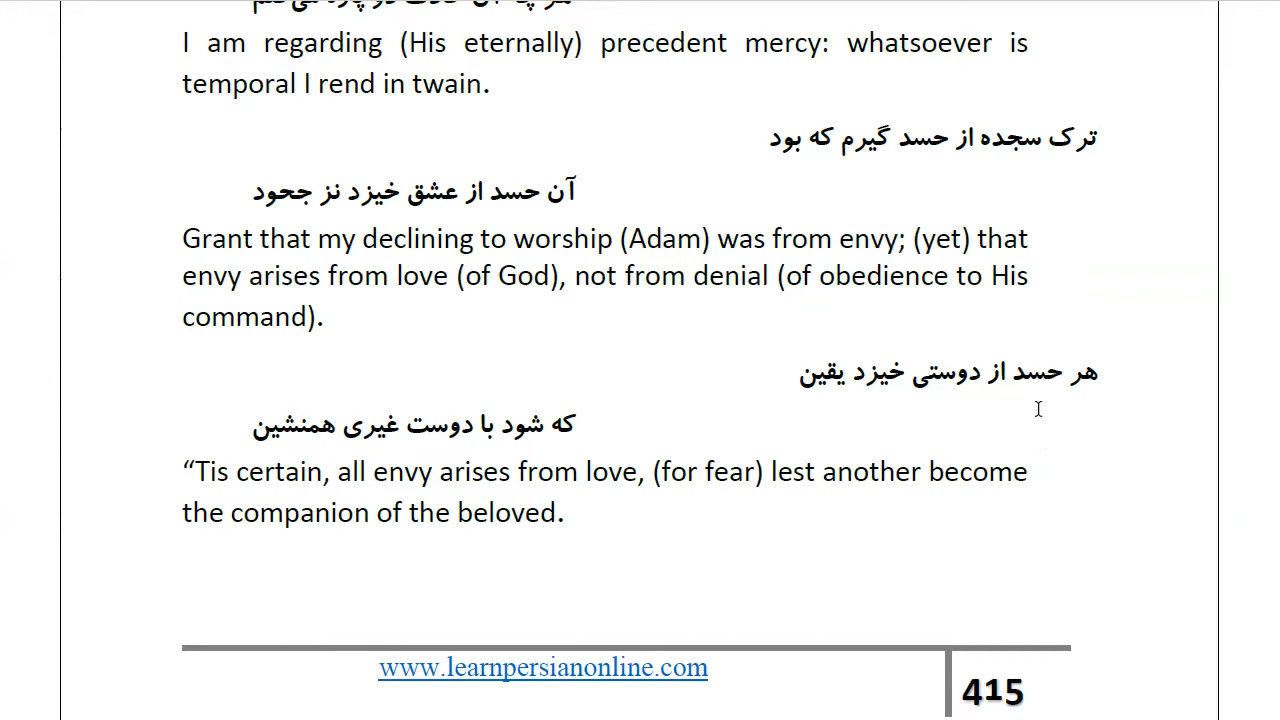 I am regarding (His eternally) precedent mercy: whatsoever is
temporal I rend in twain.
ترک سجده از حسد گیرم که بود
آن حسد از عشق خیزد نز جحود
Grant that my declining to worship (Adam) was from envy; (yet) that
envy arises from love (of God), not from denial (of obedience to His
command).
هر حسد از دوستی خیزد یقین
که شود با دوست غیری همنشین
“Tis certain, all envy arises from love, (for fear) lest another become
the companion of the beloved.
www.learnpersianonline.com
415